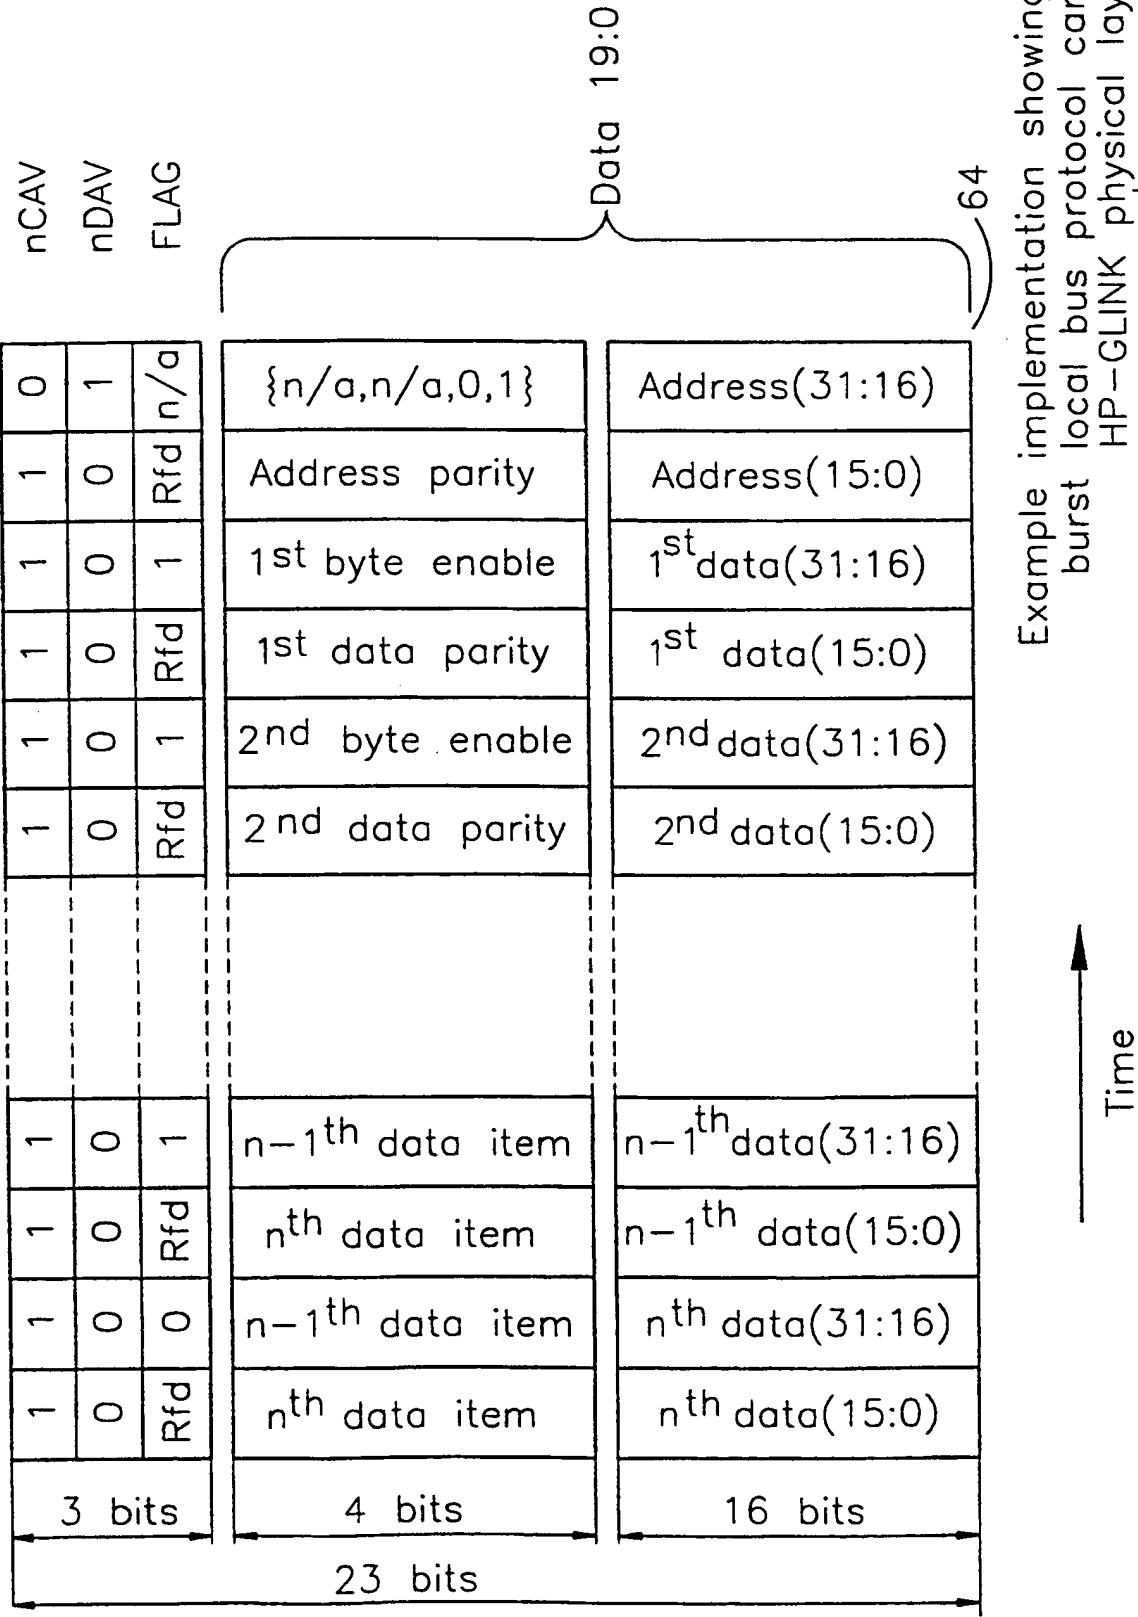 nCAV
nDAV
FLAG
0
1
n/a
{n/a,n/a,0,1}
Address(31:16)
1
0
Rfd
Address parity
Address(15:0)
1
0
1
1st byte enable
1st data(31:16)
1
0
Rfd
1st data parity
1st data(15:0)
1
0
1
2nd byte enable
2nd data(31:16)
1
0
Rfd
2nd data parity
2nd data(15:0)
1
0
1
n-1th data item
n-1th data(31:16)
1
0
Rfd
nth data item
n-1th data(15:0)
1
0
0
n-1th data item
nth data(31:16)
1
0
Rfd
nth data item
nth data(15:0)
3 bits
4 bits
16 bits
23 bits
Data 19:0
64
Time
Example implementation showing
burst local bus protocol
HP-GLINK physical